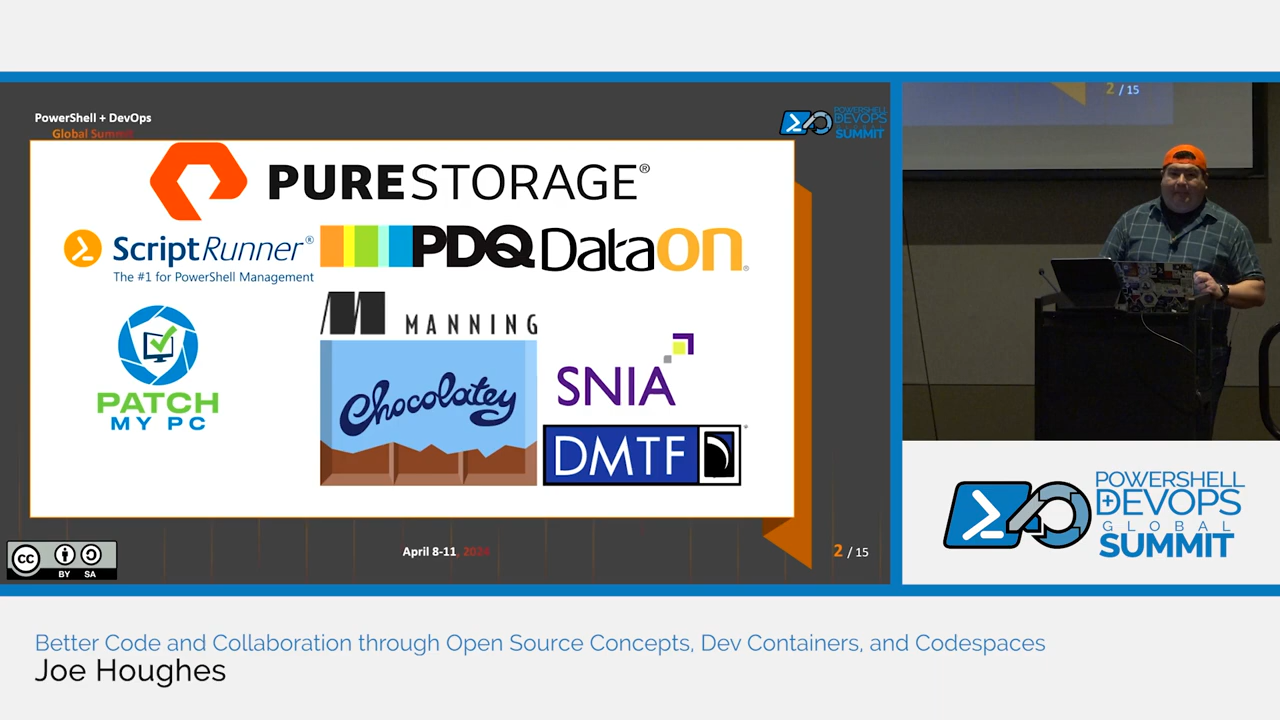 PowerShell + DevOps
Global Summit
POWERSHELL
DEVOPS
GLOBAL
SUMMIT
PURESTORAGE®
ScriptRunner®
The #1 for PowerShell Management
PDQ
DataON®
PATCH
MY PC
MANNING
Chocolatey
SNIA
DMTF®
cc
BY SA
April 8-11, 2024
2 / 15
2 / 15
POWERSHELL
+DEVOPS
GLOBAL
SUMMIT
Better Code and Collaboration through Open Source Concepts, Dev Containers, and Codespaces
Joe Houghes